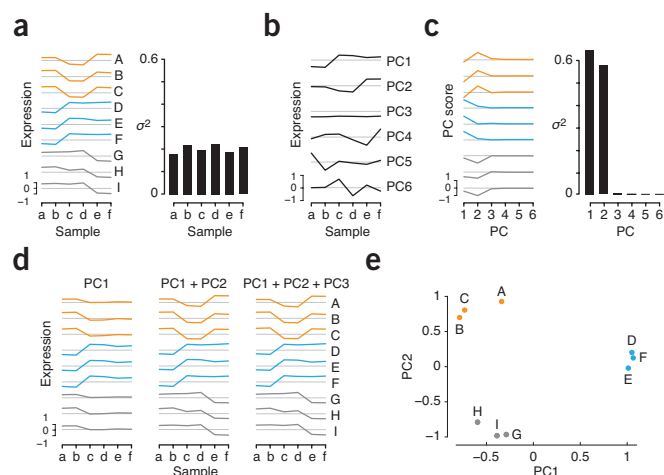 a
0.6
σ²
0
Expression
A
B
C
D
E
F
G
H
I
1
0
−1
a b c d e f
Sample
a b c d e f
Sample
b
Expression
PC1
PC2
PC3
PC4
PC5
PC6
1
0
−1
a b c d e f
Sample
c
PC score
1
0
−1
1 2 3 4 5 6
PC
0.6
σ²
0
1 2 3 4 5 6
PC
d
PC1
PC1 + PC2
PC1 + PC2 + PC3
Expression
A
B
C
D
E
F
G
H
I
1
0
−1
a b c d e f
a b c d e f
a b c d e f
Sample
e
PC2
1
0.5
0
−0.5
−1
A
C
B
D
F
E
H
I
G
−0.5
0
0.5
1
PC1